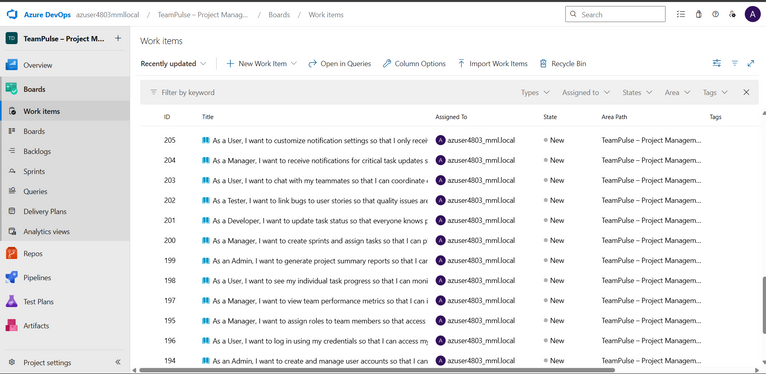 Azure DevOps azuser4803mmllocal / TeamPulse – Project Manag... / Boards / Work items Search A
TO TeamPulse – Project M... +
Overview
Boards
Work items
Boards
Backlogs
Sprints
Queries
Delivery Plans
Analytics views
Repos
Pipelines
Test Plans
Artifacts
Project settings
Work items
Recently updated + New Work Item Open in Queries Column Options Import Work Items Recycle Bin
Filter by keyword Types Assigned to States Area Tags
ID Title Assigned To State Area Path Tags
205 As a User, I want to customize notification settings so that I only recei A azuser4803_mml.local New TeamPulse – Project Managem...
204 As a Manager, I want to receive notifications for critical task updates s A azuser4803_mml.local New TeamPulse – Project Managem...
203 As a User, I want to chat with my teammates so that I can coordinate e A azuser4803_mml.local New TeamPulse – Project Managem...
202 As a Tester, I want to link bugs to user stories so that quality issues are A azuser4803_mml.local New TeamPulse – Project Managem...
201 As a Developer, I want to update task status so that everyone knows p A azuser4803_mml.local New TeamPulse – Project Managem...
200 As a Manager, I want to create sprints and assign tasks so that I can p A azuser4803_mml.local New TeamPulse – Project Managem...
199 As an Admin, I want to generate project summary reports so that I car A azuser4803_mml.local New TeamPulse – Project Managem...
198 As a User, I want to see my individual task progress so that I can moni A azuser4803_mml.local New TeamPulse – Project Managem...
197 As a Manager, I want to view team performance metrics so that I can i A azuser4803_mml.local New TeamPulse – Project Managem...
195 As a Manager, I want to assign roles to team members so that access A azuser4803_mml.local New TeamPulse – Project Managem...
196 As a User, I want to log in using my credentials so that I can access my A azuser4803_mml.local New TeamPulse – Project Managem...
194 As an Admin, I want to create and manage user accounts so that I can A azuser4803_mml.local New TeamPulse – Project Managem...